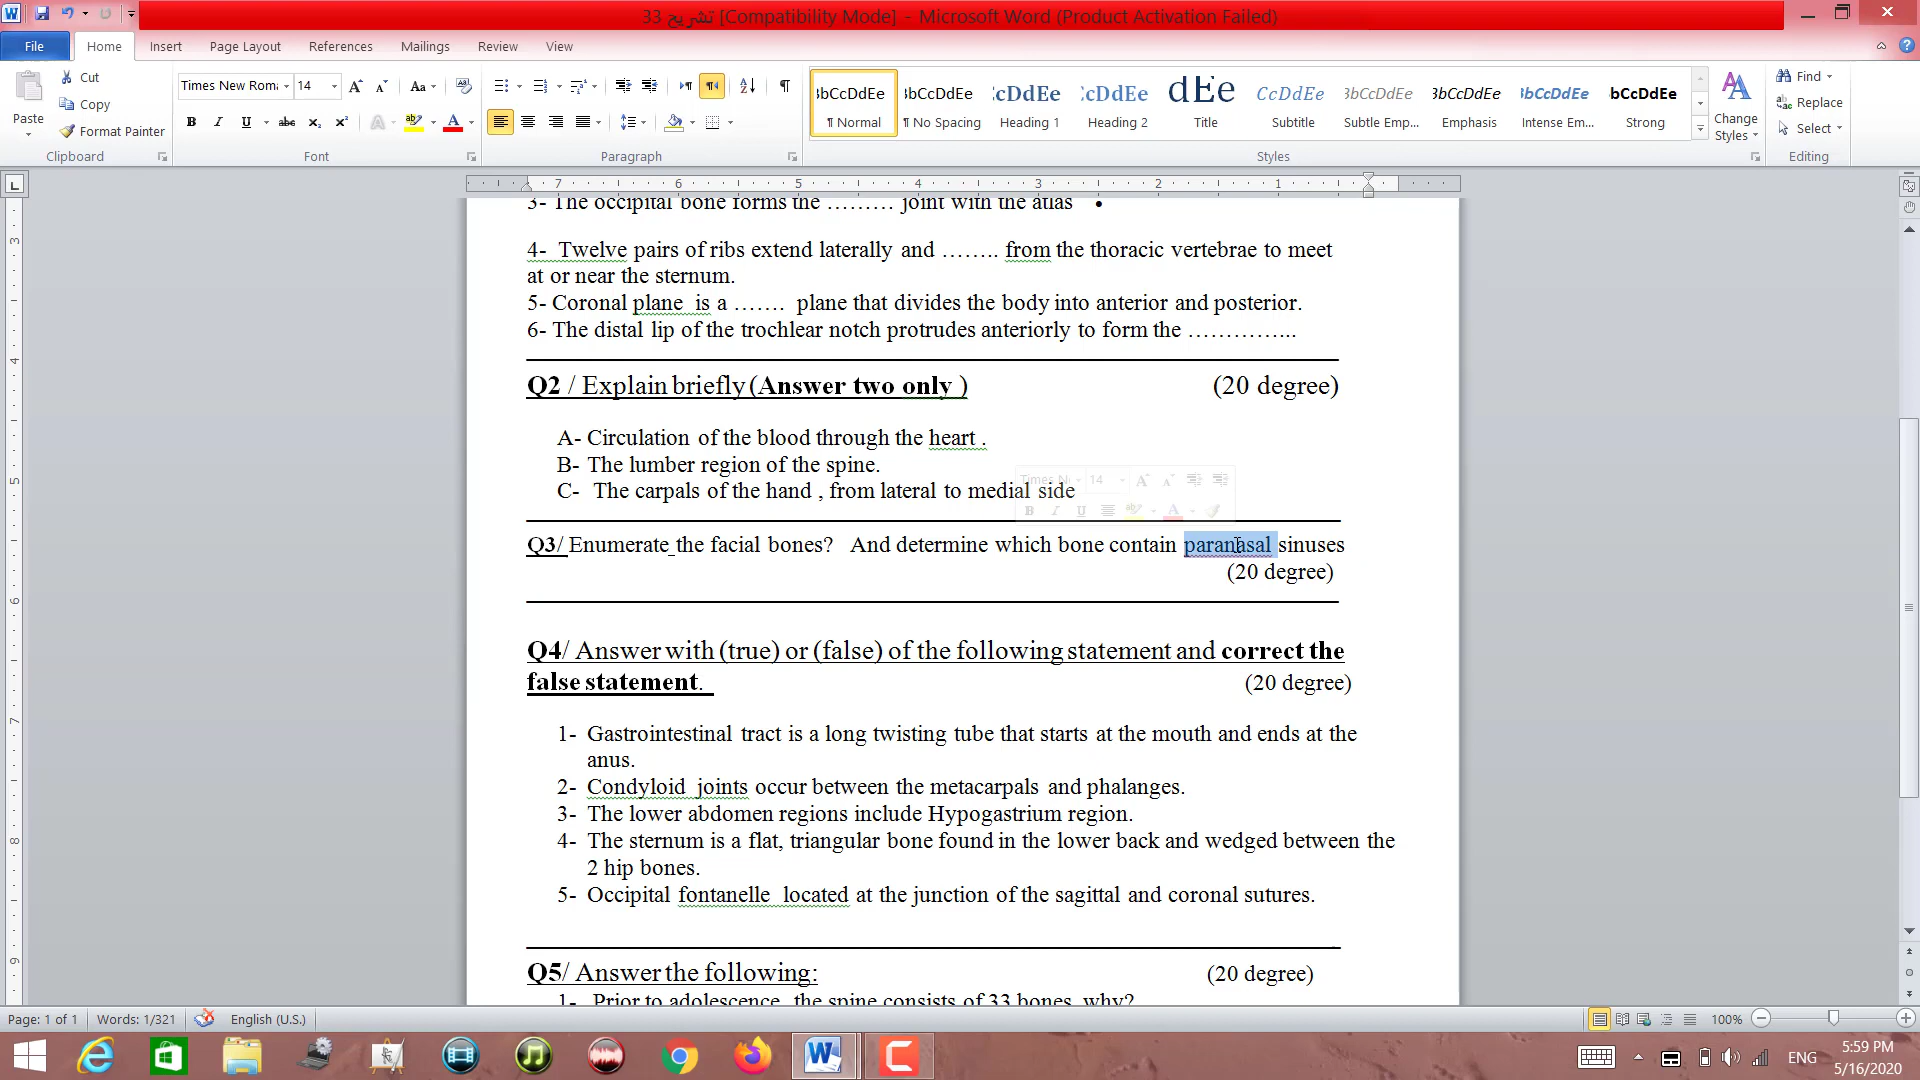 تشريح 33 [Compatibility Mode] - Microsoft Word (Product Activation Failed)
File Home Insert Page Layout References Mailings Review View
Paste Cut Copy Format Painter Clipboard
Times New Roma 14 Aa B I U abc X₂ X² A ab A Font
Paragraph
AaBbCcDdEe ¶ Normal
¶ No Spacing
Heading 1
Heading 2
Title
Subtitle
Subtle Emp...
Emphasis
Intense Em...
Strong
Styles
Change Styles
Find Replace Select Editing
7 6 5 4 3 2 1
3- The occipital bone forms the ……… joint with the atlas •
4- Twelve pairs of ribs extend laterally and …….. from the thoracic vertebrae to meet
at or near the sternum.
5- Coronal plane is a ……. plane that divides the body into anterior and posterior.
6- The distal lip of the trochlear notch protrudes anteriorly to form the …………...
Q2 / Explain briefly (Answer two only ) (20 degree)
A- Circulation of the blood through the heart .
B- The lumber region of the spine.
C- The carpals of the hand , from lateral to medial side
Q3/ Enumerate the facial bones? And determine which bone contain paranasal sinuses
(20 degree)
Q4/ Answer with (true) or (false) of the following statement and correct the
false statement. (20 degree)
1- Gastrointestinal tract is a long twisting tube that starts at the mouth and ends at the
anus.
2- Condyloid joints occur between the metacarpals and phalanges.
3- The lower abdomen regions include Hypogastrium region.
4- The sternum is a flat, triangular bone found in the lower back and wedged between the
2 hip bones.
5- Occipital fontanelle located at the junction of the sagittal and coronal sutures.
Q5/ Answer the following: (20 degree)
1- Prior to adolescence, the spine consists of 33 bones, why?
Page: 1 of 1 Words: 1/321 English (U.S.) 100%
ENG 5:59 PM
5/16/2020